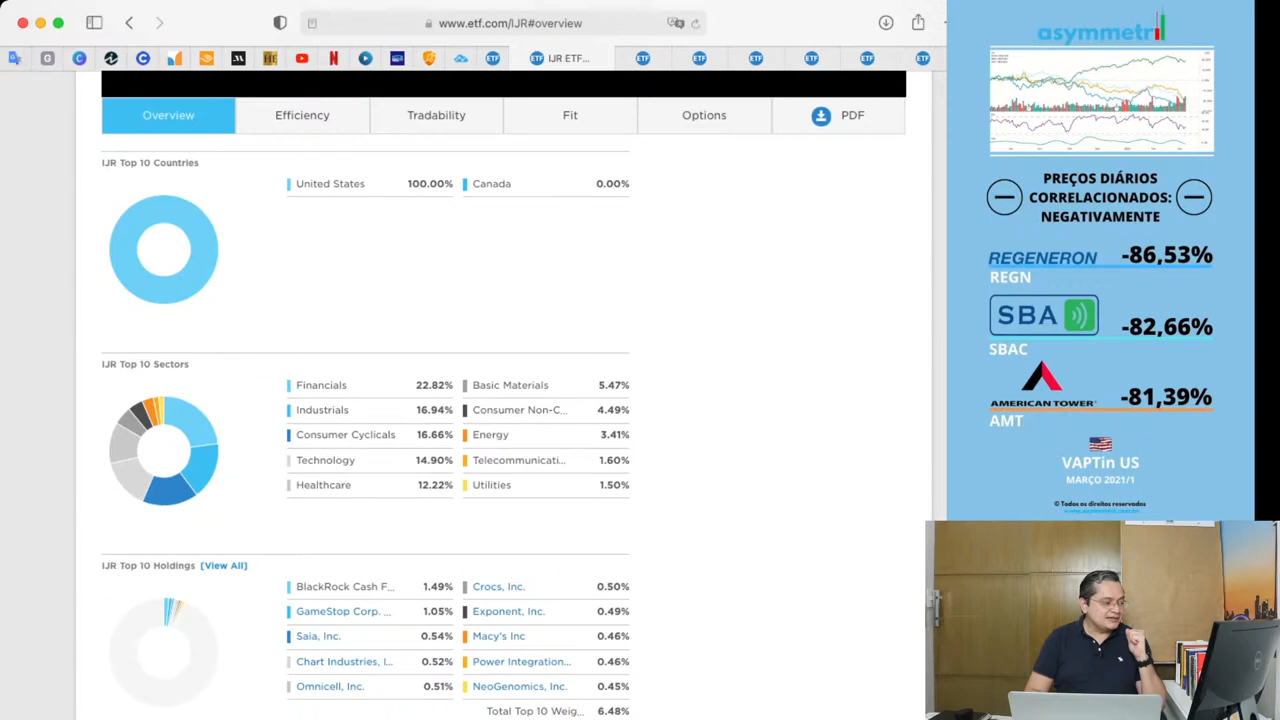 www.etf.com/IJR#overview
IJR ETF...
Overview
Efficiency
Tradability
Fit
Options
PDF
IJR Top 10 Countries
United States 100.00%
Canada 0.00%
IJR Top 10 Sectors
Financials 22.82%
Basic Materials 5.47%
Industrials 16.94%
Consumer Non-C... 4.49%
Consumer Cyclicals 16.66%
Energy 3.41%
Technology 14.90%
Telecommunicati... 1.60%
Healthcare 12.22%
Utilities 1.50%
IJR Top 10 Holdings [View All]
BlackRock Cash F... 1.49%
Crocs, Inc. 0.50%
GameStop Corp. ... 1.05%
Exponent, Inc. 0.49%
Saia, Inc. 0.54%
Macy's Inc 0.46%
Chart Industries, I... 0.52%
Power Integration... 0.46%
Omnicell, Inc. 0.51%
NeoGenomics, Inc. 0.45%
Total Top 10 Weig... 6.48%
asymmetrii
PREÇOS DIÁRIOS
CORRELACIONADOS:
NEGATIVAMENTE
REGENERON -86,53%
REGN
SBA -82,66%
SBAC
AMERICAN TOWER -81,39%
AMT
VAPTin US
MARÇO 2021/1
© Todos os direitos reservados